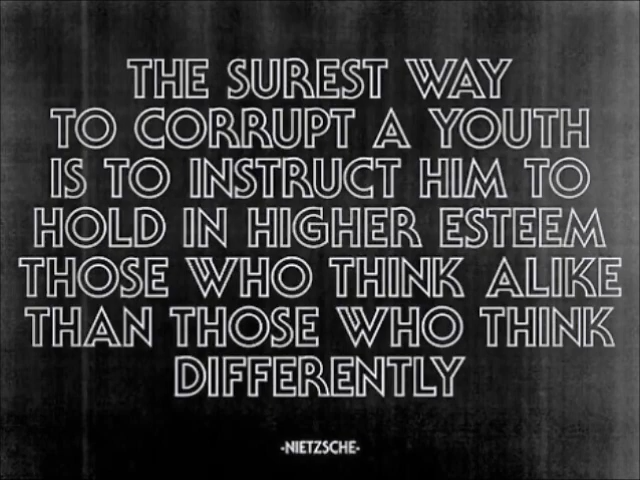 THE SUREST WAY
TO CORRUPT A YOUTH
IS TO INSTRUCT HIM TO
HOLD IN HIGHER ESTEEM
THOSE WHO THINK ALIKE
THAN THOSE WHO THINK
DIFFERENTLY
-NIETZSCHE-